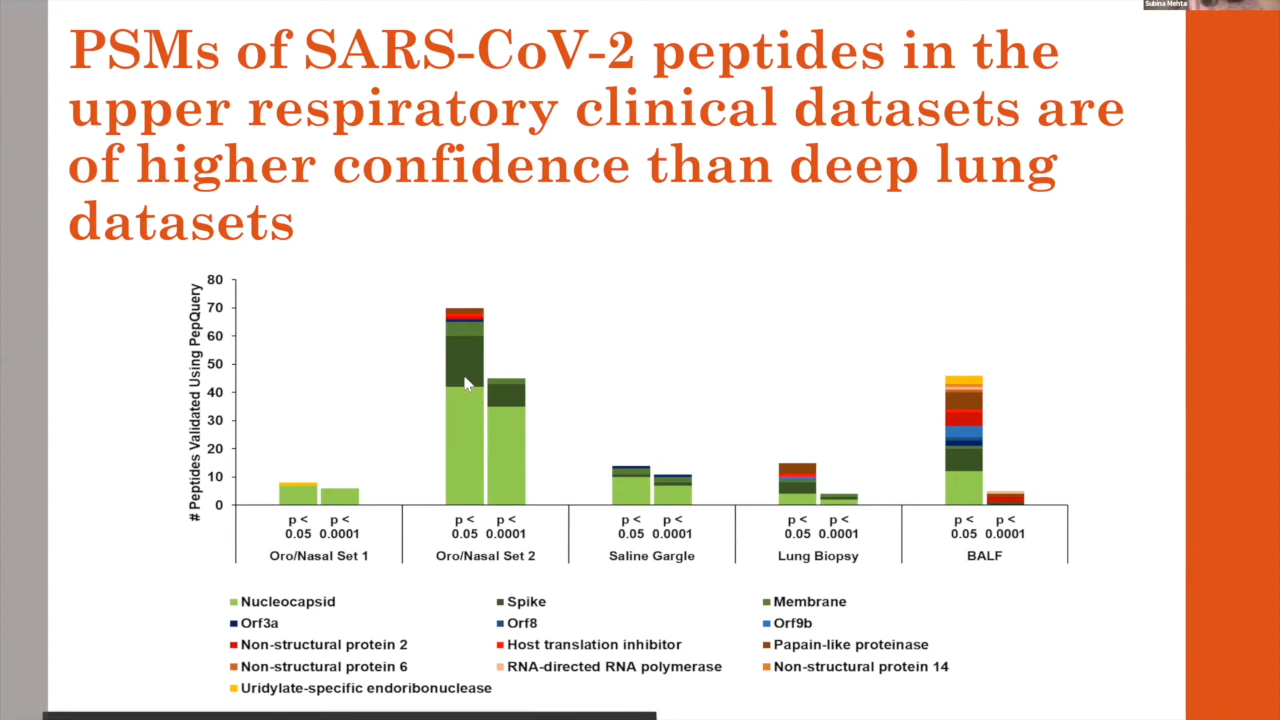 Subina Mehta
PSMs of SARS-CoV-2 peptides in the
upper respiratory clinical datasets are
of higher confidence than deep lung
datasets
# Peptides Validated Using PepQuery
80
70
60
50
40
30
20
10
0
p < 0.05 p < 0.0001 p < 0.05 p < 0.0001 p < 0.05 p < 0.0001 p < 0.05 p < 0.0001 p < 0.05 p < 0.0001
Oro/Nasal Set 1 Oro/Nasal Set 2 Saline Gargle Lung Biopsy BALF
Nucleocapsid Spike Membrane
Orf3a Orf8 Orf9b
Non-structural protein 2 Host translation inhibitor Papain-like proteinase
Non-structural protein 6 RNA-directed RNA polymerase Non-structural protein 14
Uridylate-specific endoribonuclease